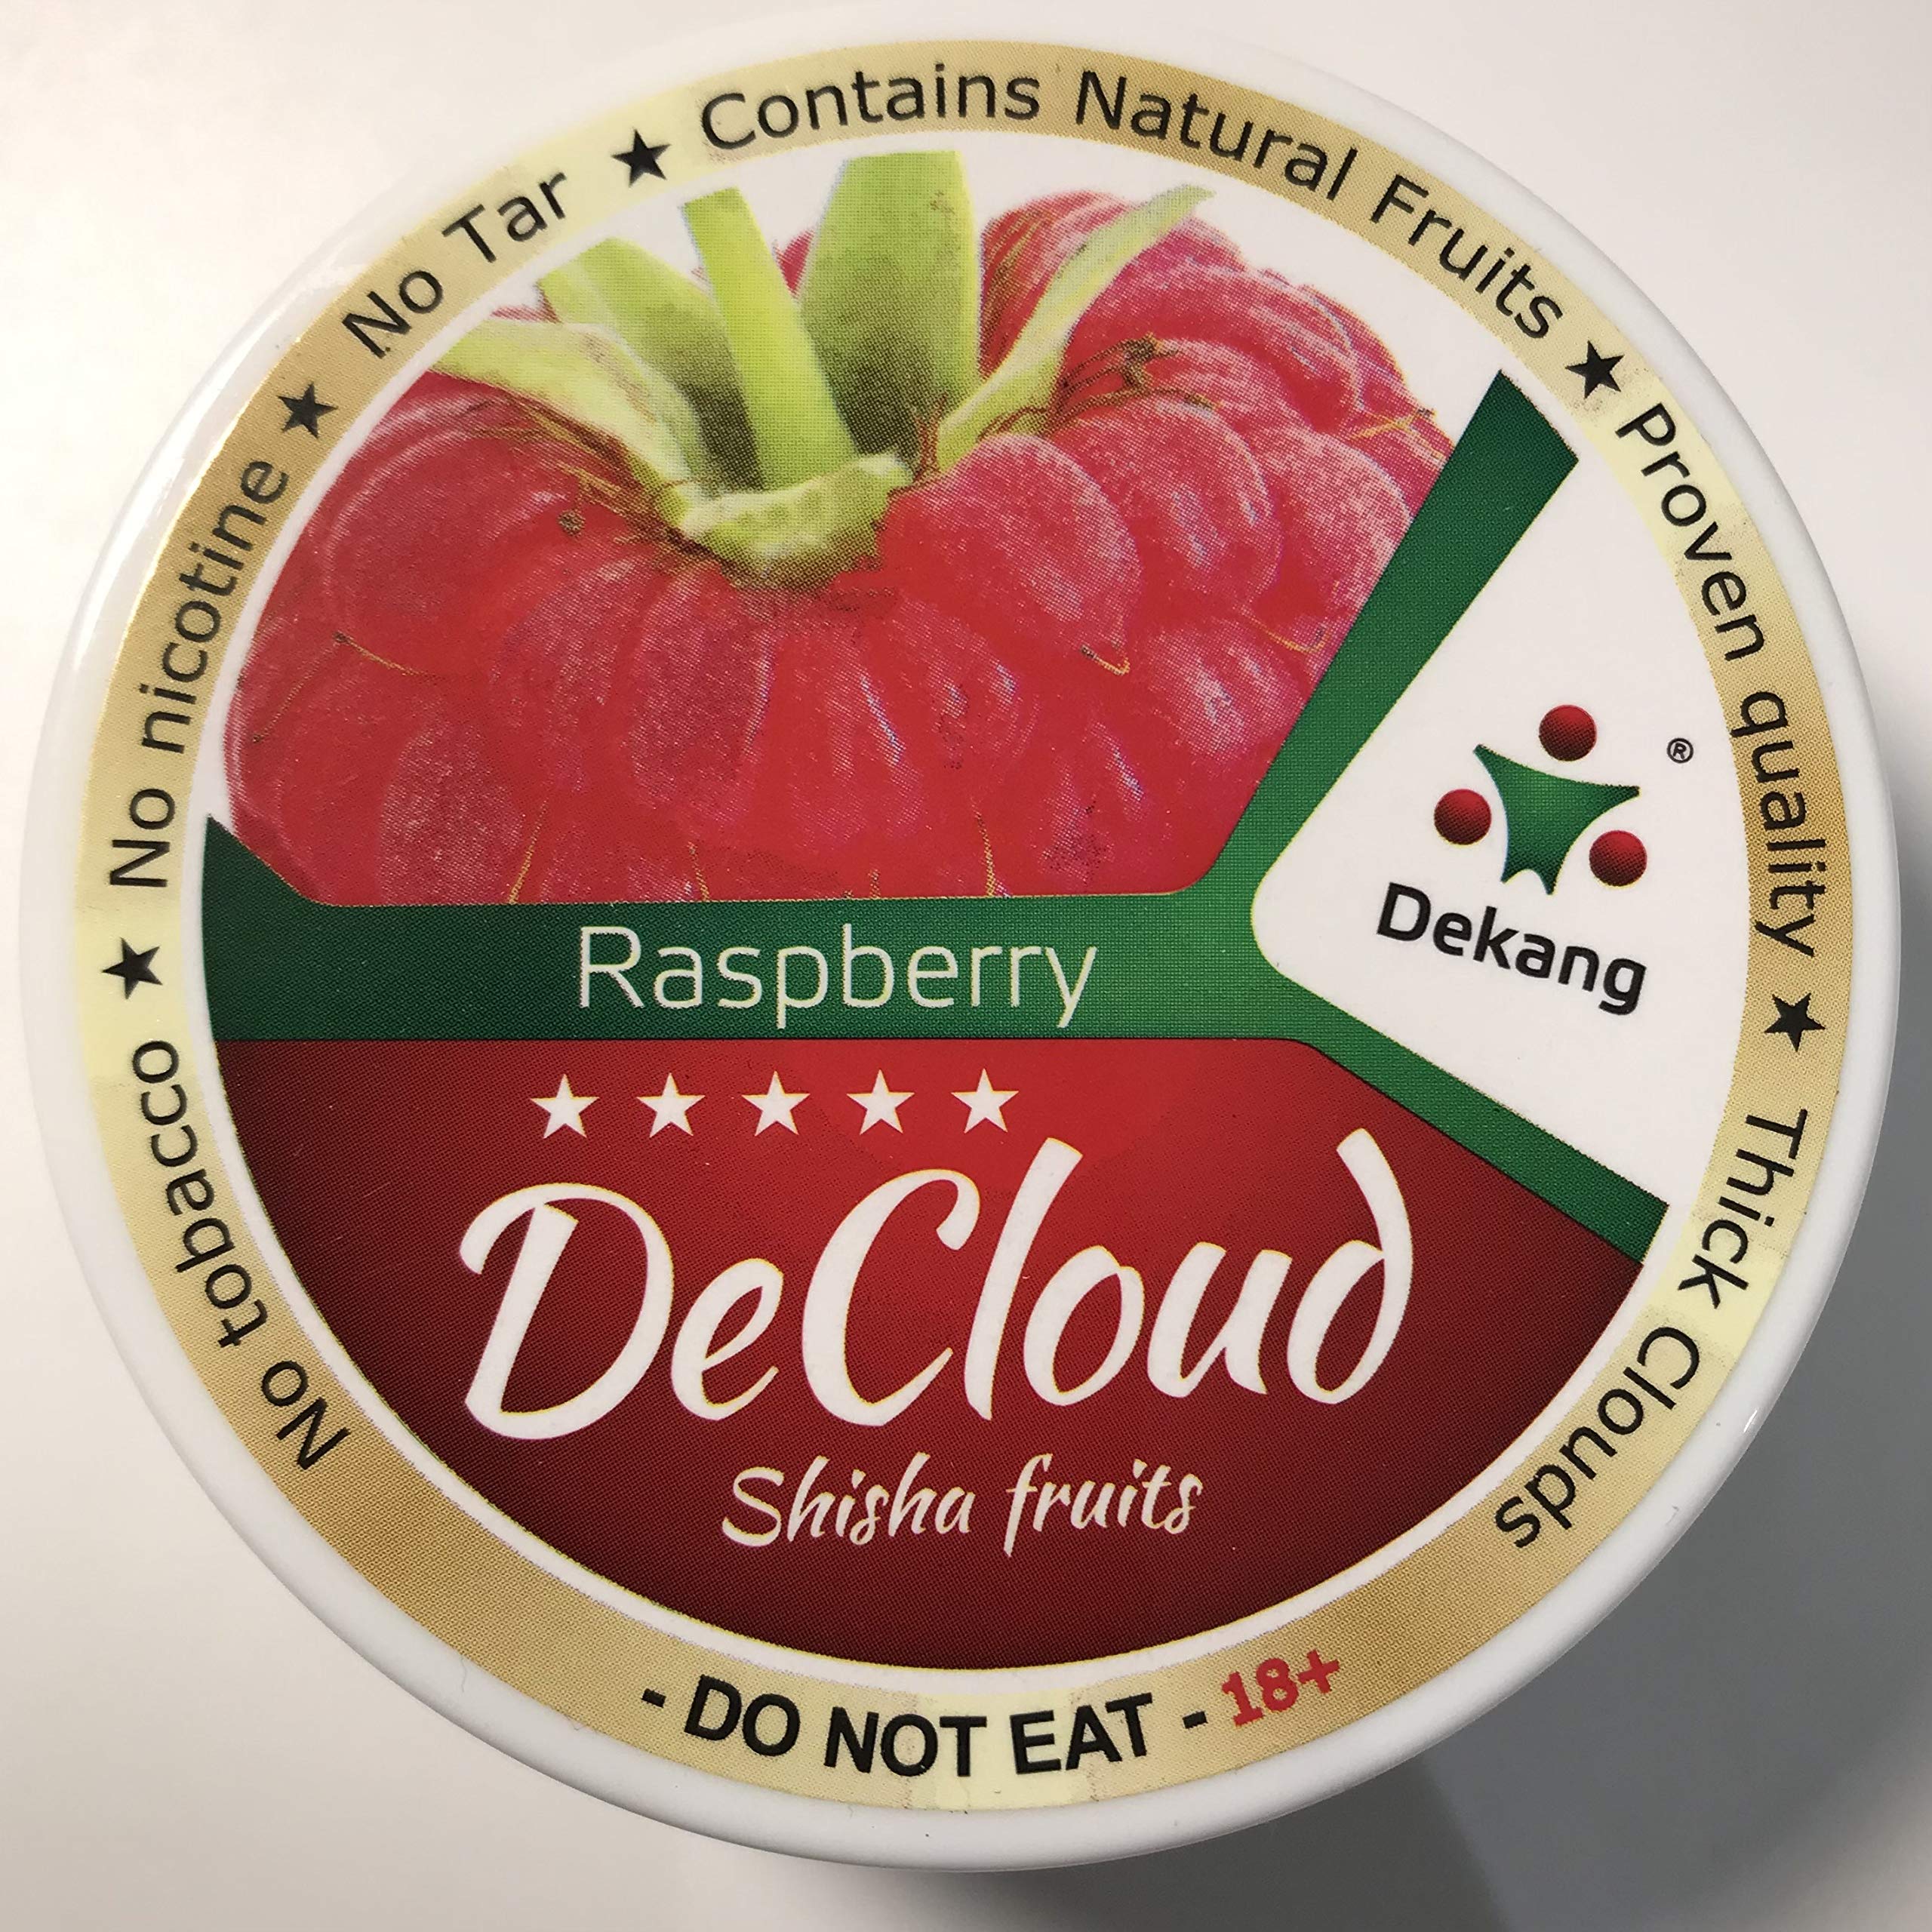 No tobacco ★ No nicotine ★ No Tar ★ Contains Natural Fruits ★ Proven quality ★ Thick Clouds
®
Dekang
Raspberry
DeCloud
Shisha fruits
- DO NOT EAT - 18+